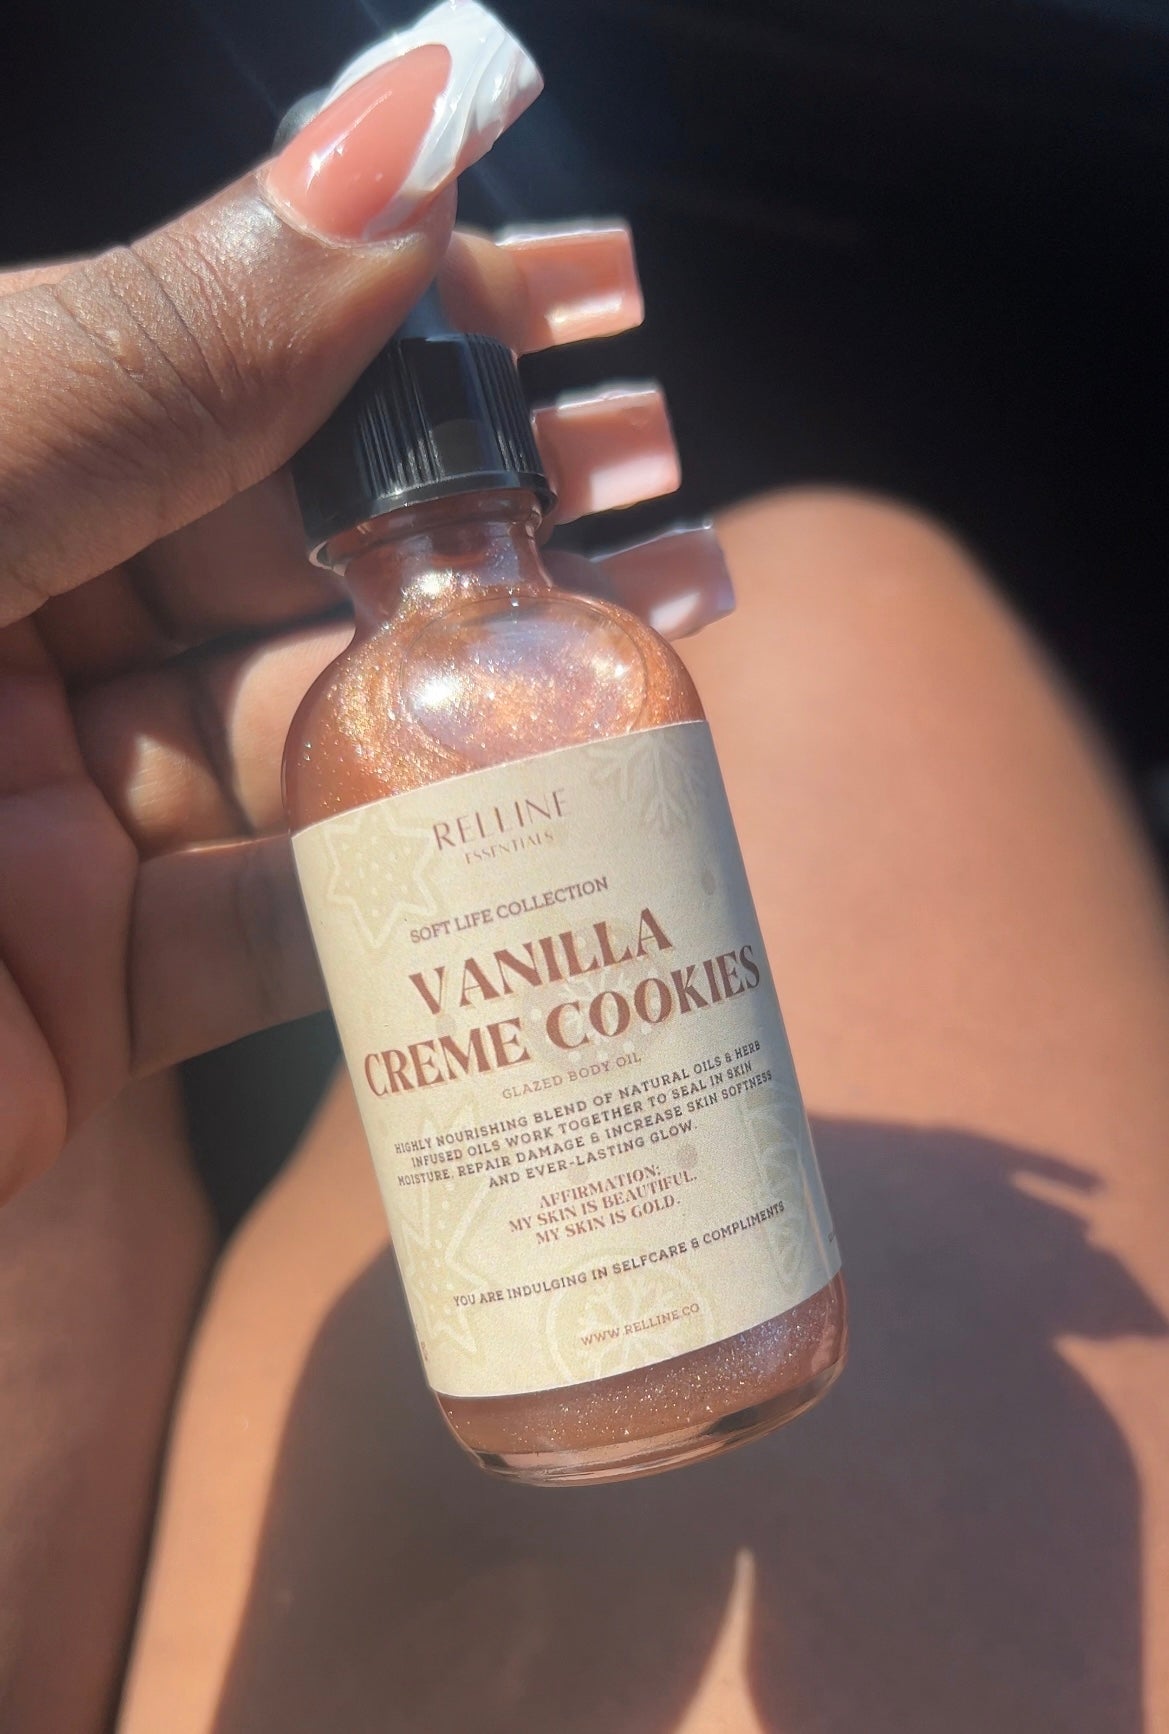 RELLINE
ESSENTIALS
SOFT LIFE COLLECTION
VANILLA
CREME COOKIES
GLAZED BODY OIL
HIGHLY NOURISHING BLEND OF NATURAL OILS & HERB
INFUSED OILS WORK TOGETHER TO SEAL IN SKIN
MOISTURE, REPAIR DAMAGE & INCREASE SKIN SOFTNESS
AND EVER-LASTING GLOW.
AFFIRMATION:
MY SKIN IS BEAUTIFUL.
MY SKIN IS GOLD.
YOU ARE INDULGING IN SELFCARE & COMPLIMENTS
WWW.RELLINE.CO